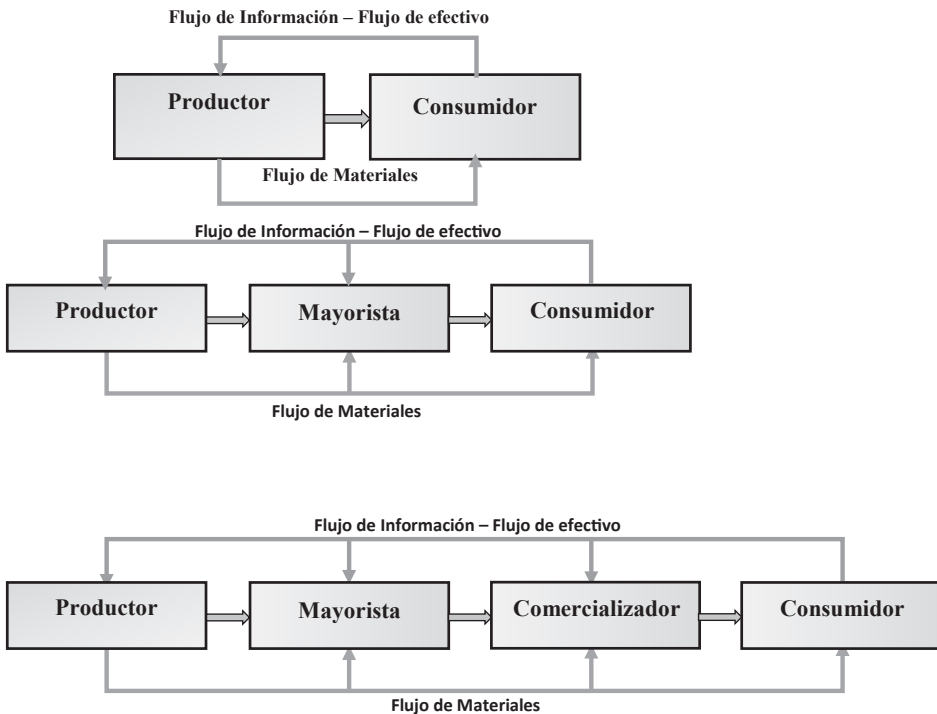 Flujo de Información – Flujo de efectivo
Productor
Consumidor
Flujo de Materiales
Flujo de Información – Flujo de efectivo
Productor
Mayorista
Consumidor
Flujo de Materiales
Flujo de Información – Flujo de efectivo
Productor
Mayorista
Comercializador
Consumidor
Flujo de Materiales